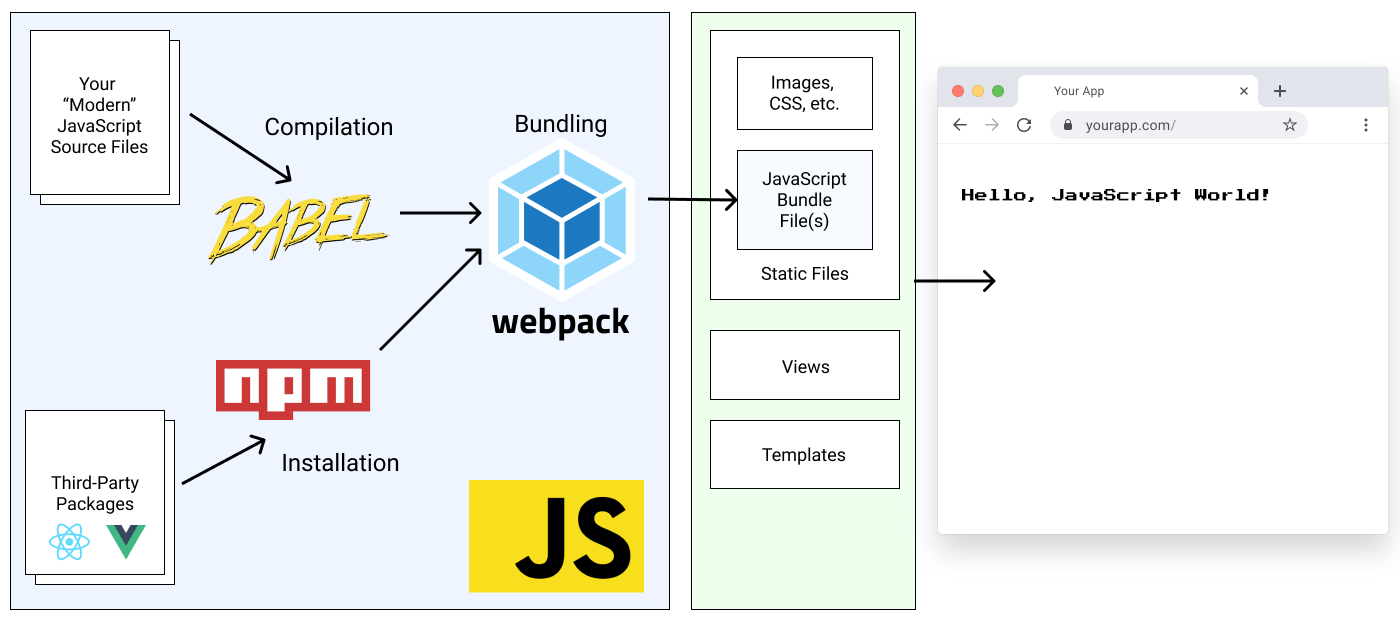 Your
“Modern”
JavaScript
Source Files
Compilation
BABEL
Bundling
webpack
npm
Installation
Third-Party
Packages
JS
Images,
CSS, etc.
JavaScript
Bundle
File(s)
Static Files
Views
Templates
Your App
yourapp.com/
Hello, JavaScript World!